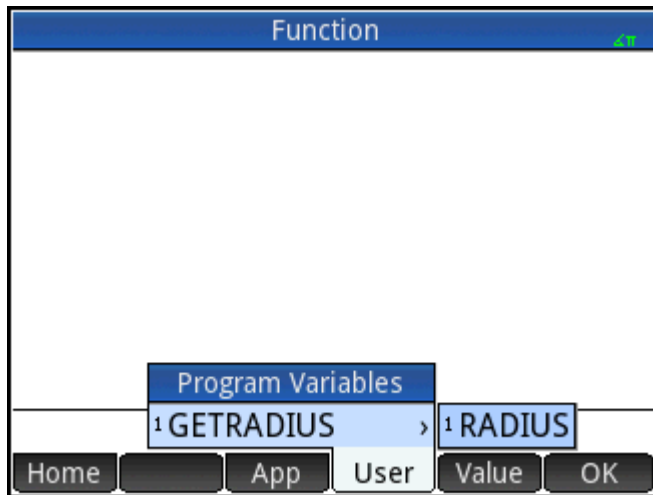 Function
∡π
Program Variables
1 GETRADIUS › 1 RADIUS
Home App User Value OK